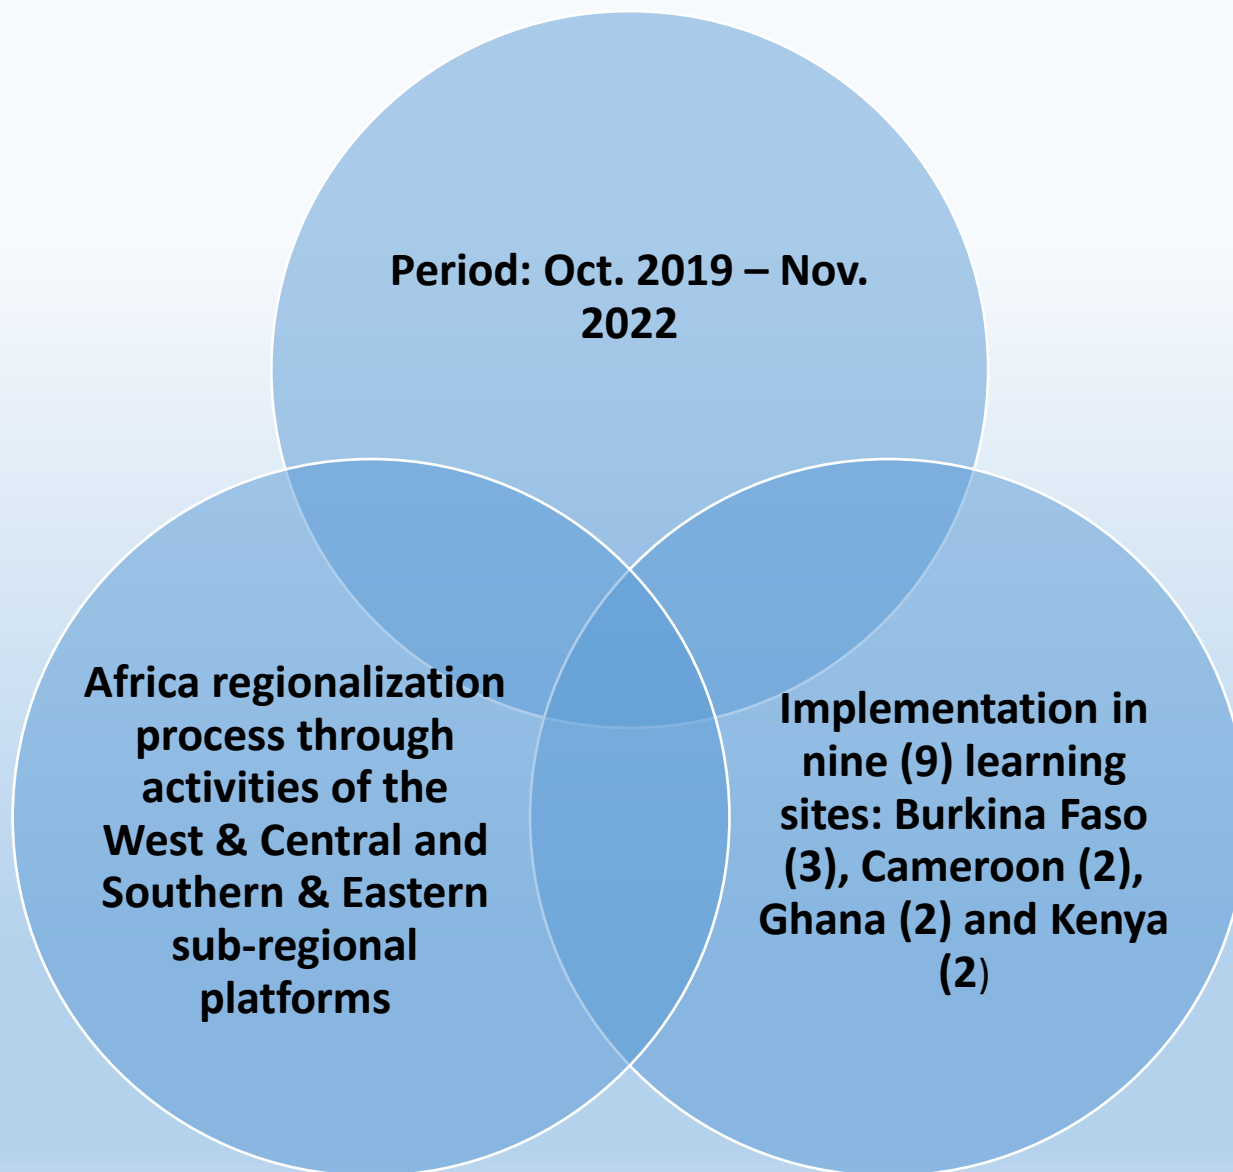 Period: Oct. 2019 – Nov.
2022
Africa regionalization
process through
activities of the
West & Central and
Southern & Eastern
sub-regional
platforms
Implementation in
nine (9) learning
sites: Burkina Faso
(3), Cameroon (2),
Ghana (2) and Kenya
(2)